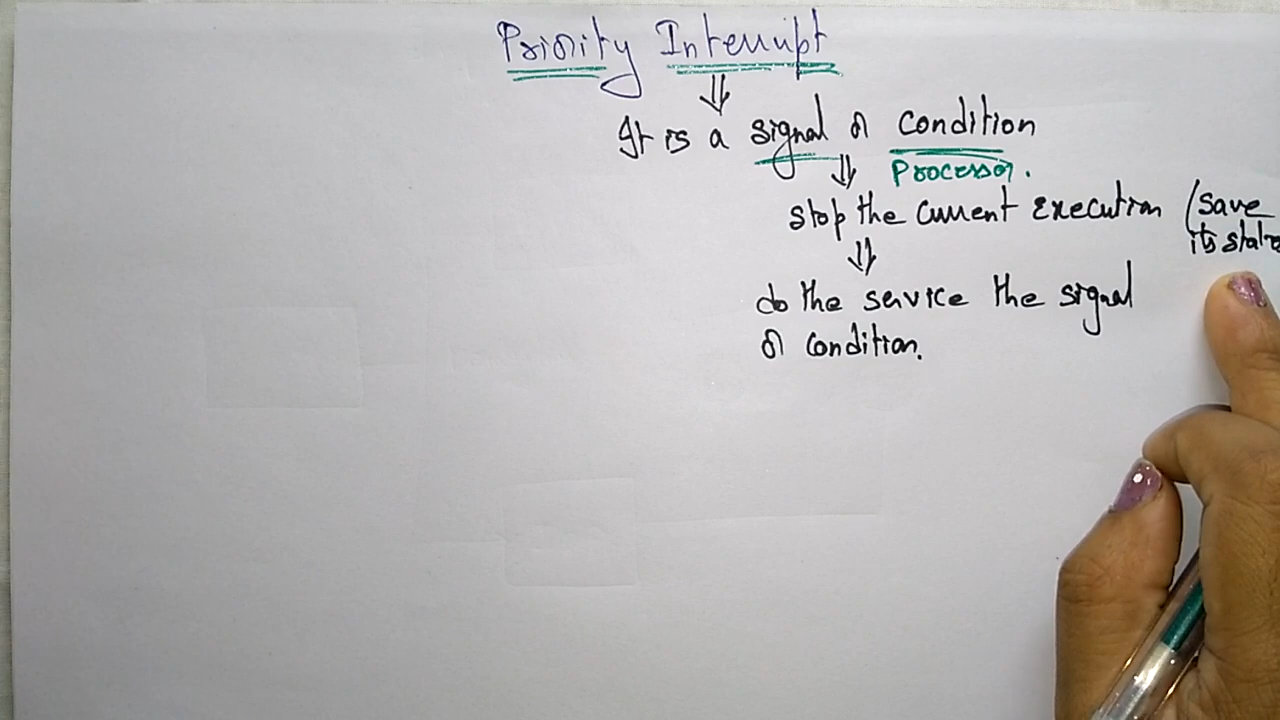 Priority Interrupt
⇓
It is a signal or condition
⇓ Processor.
stop the current execution (save
its state
⇓
do the service the signal
or condition.